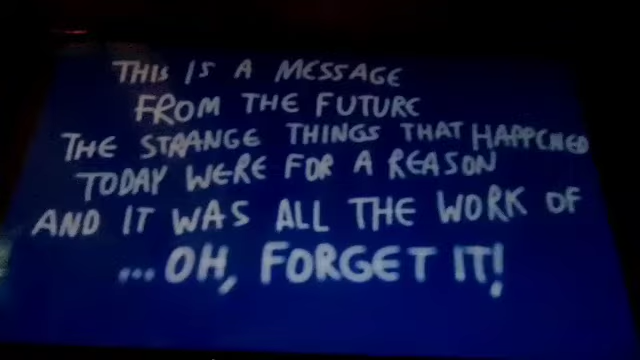 THIS IS A MESSAGE
FROM THE FUTURE
THE STRANGE THINGS THAT HAPPENED
TODAY WERE FOR A REASON
AND IT WAS ALL THE WORK OF
...OH, FORGET IT!